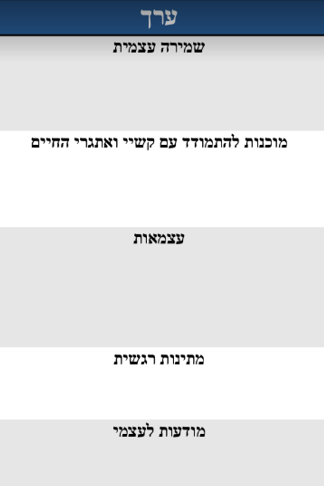 ערך
שמירה עצמית
מוכנות להתמודד עם קשיי ואתגרי החיים
עצמאות
מתינות רגשית
מודעות לעצמי